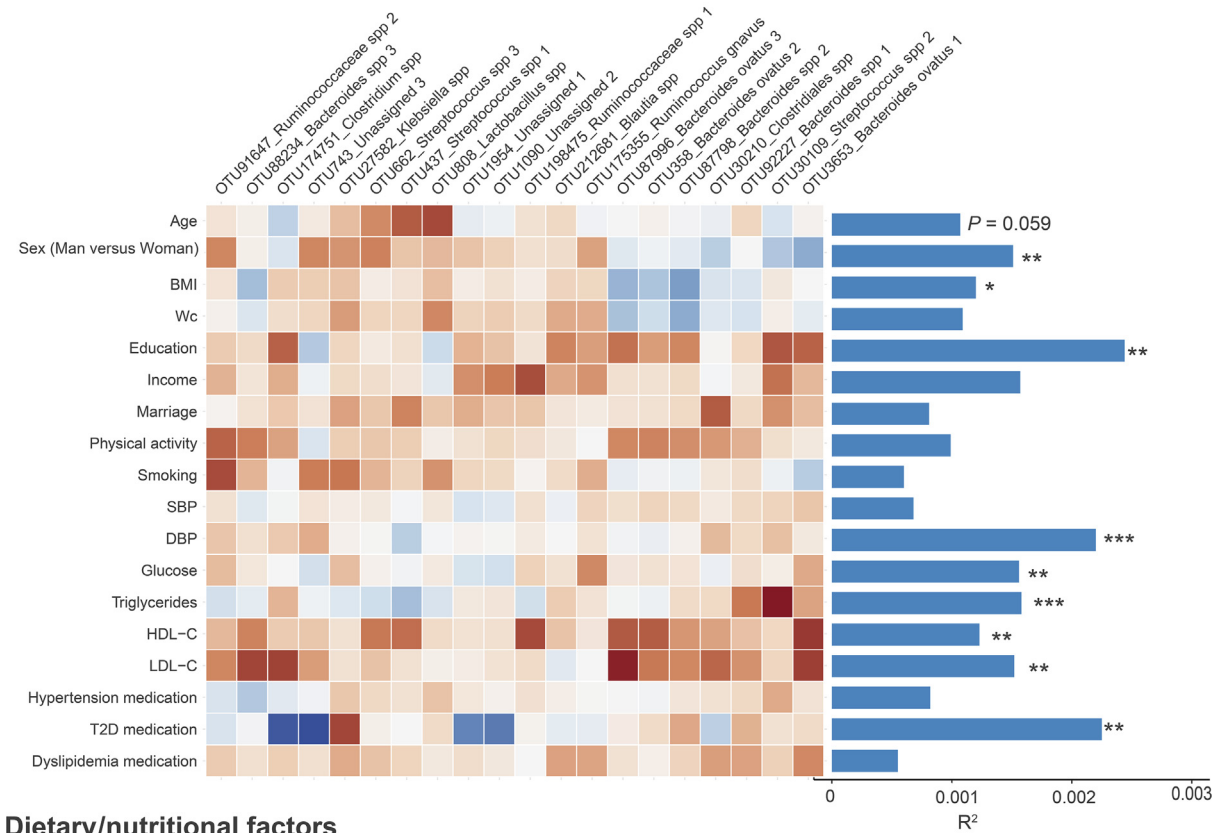 OTU91647_Ruminococcaceae spp 2
OTU88234_Bacteroides spp 3
OTU174751_Clostridium spp
OTU743_Unassigned 3
OTU27582_Klebsiella spp
OTU662_Streptococcus spp 3
OTU437_Streptococcus spp 1
OTU808_Lactobacillus spp
OTU1954_Unassigned 1
OTU1090_Unassigned 2
OTU198475_Ruminococcaceae spp 1
OTU21281_Blautia spp
OTU175355_Ruminococcus gnavus
OTU87996_Bacteroides ovatus 3
OTU358_Bacteroides ovatus 2
OTU87798_Bacteroides spp 2
OTU30210_Clostridiales spp
OTU92227_Bacteroides spp 1
OTU30109_Streptococcus spp 2
OTU3653_Bacteroides ovatus 1
Age P = 0.059
Sex (Man versus Woman) **
BMI *
Wc
Education **
Income
Marriage
Physical activity
Smoking
SBP
DBP ***
Glucose **
Triglycerides ***
HDL−C **
LDL−C **
Hypertension medication
T2D medication **
Dyslipidemia medication
0 0.001 0.002 0.003
R²
Dietary/nutritional factors